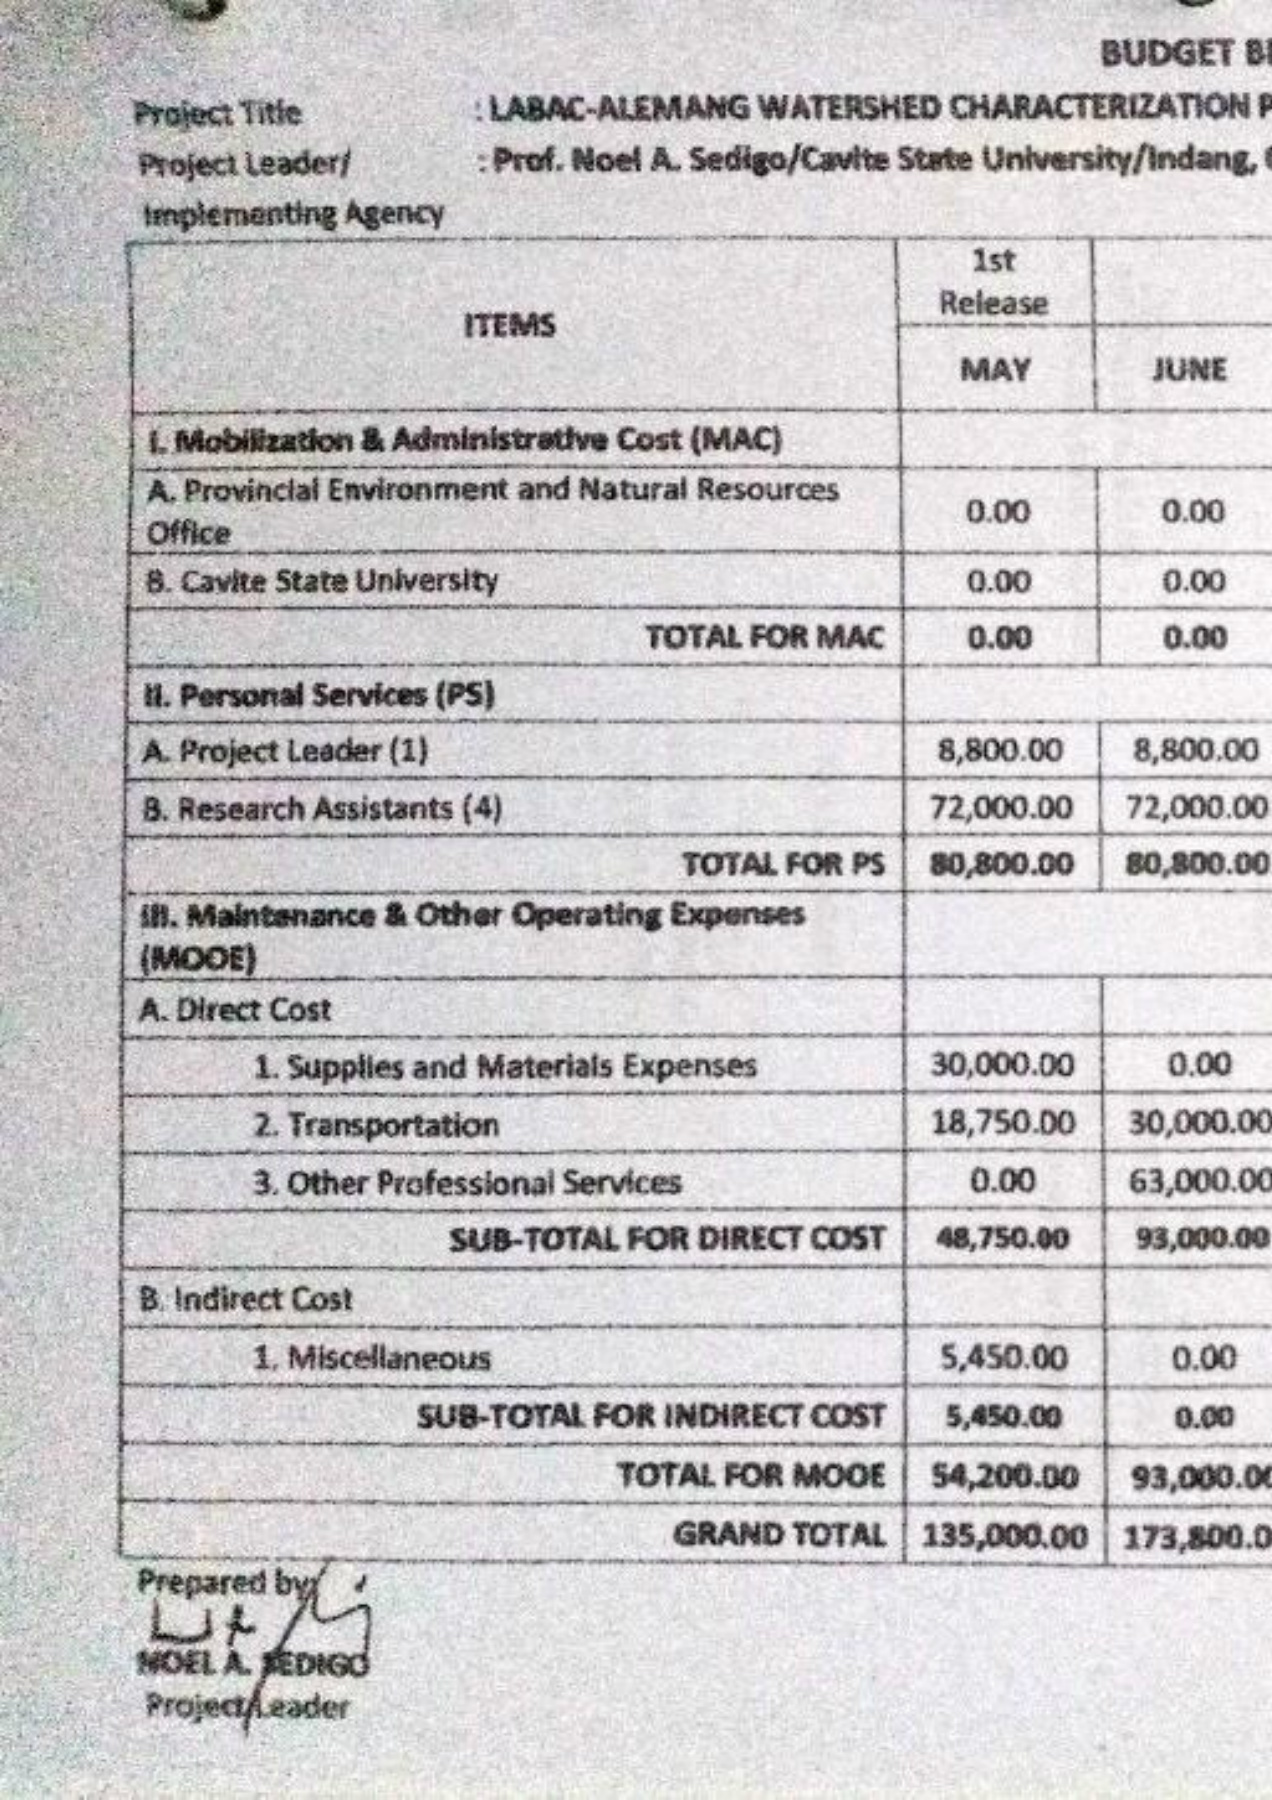 BUDGET
Project Title : LABAC-ALEMANG WATERSHED CHARACTERIZATION
Project Leader/ : Prof. Noel A. Sedigo/Cavite State University/Indang,
Implementing Agency
ITEMS 1st Release
MAY JUNE
I. Mobilization & Administrative Cost (MAC)
A. Provincial Environment and Natural Resources
Office 0.00 0.00
B. Cavite State University 0.00 0.00
TOTAL FOR MAC 0.00 0.00
II. Personal Services (PS)
A. Project Leader (1) 8,800.00 8,800.00
B. Research Assistants (4) 72,000.00 72,000.00
TOTAL FOR PS 80,800.00 80,800.00
III. Maintenance & Other Operating Expenses
(MOOE)
A. Direct Cost
1. Supplies and Materials Expenses 30,000.00 0.00
2. Transportation 18,750.00 30,000.00
3. Other Professional Services 0.00 63,000.00
SUB-TOTAL FOR DIRECT COST 48,750.00 93,000.00
B. Indirect Cost
1. Miscellaneous 5,450.00 0.00
SUB-TOTAL FOR INDIRECT COST 5,450.00 0.00
TOTAL FOR MOOE 54,200.00 93,000.00
GRAND TOTAL 135,000.00 173,800.0
Prepared by
NOEL A. SEDIGO
Project Leader